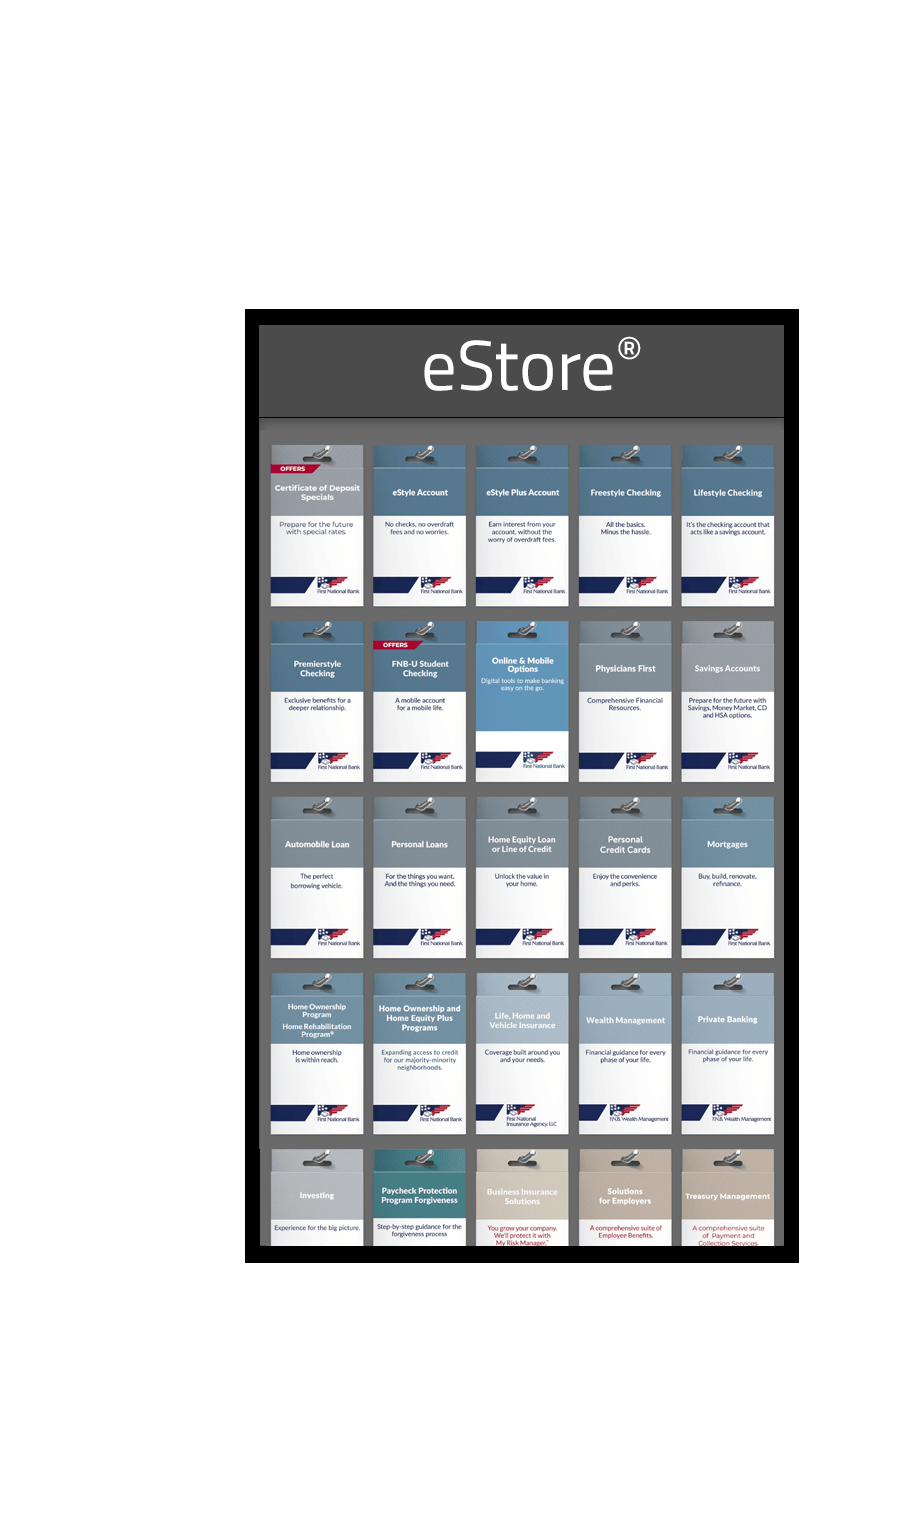 eStore®
OFFERS
Certificate of Deposit
Specials
Prepare for the future
with special rates.
First National Bank
eStyle Account
No checks, no overdraft
fees and no worries.
First National Bank
eStyle Plus Account
Earn interest from your
account, without the
worry of overdraft fees.
First National Bank
Freestyle Checking
All the basics.
Minus the hassle.
First National Bank
Lifestyle Checking
It's the checking account that
acts like a savings account.
First National Bank
Premierstyle
Checking
Exclusive benefits for a
deeper relationship.
First National Bank
OFFERS
FNB-U Student
Checking
A mobile account
for a mobile life.
First National Bank
Online & Mobile
Options
Digital tools to make banking
easy on the go.
First National Bank
Physicians First
Comprehensive Financial
Resources.
First National Bank
Savings Accounts
Prepare for the future with
Savings, Money Market, CD
and HSA options.
First National Bank
Automobile Loan
The perfect
borrowing vehicle.
First National Bank
Personal Loans
For the things you want.
And the things you need.
First National Bank
Home Equity Loan
or Line of Credit
Unlock the value in
your home.
First National Bank
Personal
Credit Cards
Enjoy the convenience
and perks.
First National Bank
Mortgages
Buy, build, renovate,
refinance.
First National Bank
Home Ownership
Program
Home Rehabilitation
Program®
Home ownership
is within reach.
First National Bank
Home Ownership and
Home Equity Plus
Programs
Expanding access to credit
for our majority-minority
neighborhoods.
First National Bank
Life, Home and
Vehicle Insurance
Coverage built around you
and your needs.
First National
Insurance Agency, LLC
Wealth Management
Financial guidance for every
phase of your life.
F.N.B. Wealth Management
Private Banking
Financial guidance for every
phase of your life.
F.N.B. Wealth Management
Investing
Experience for the big picture.
Paycheck Protection
Program Forgiveness
Step-by-step guidance for the
forgiveness process
Business Insurance
Solutions
You grow your company.
We'll protect it with
My Risk Manager.™
Solutions
for Employers
A comprehensive suite of
Employee Benefits.
Treasury Management
A comprehensive suite
of Payment and
Collection Services.